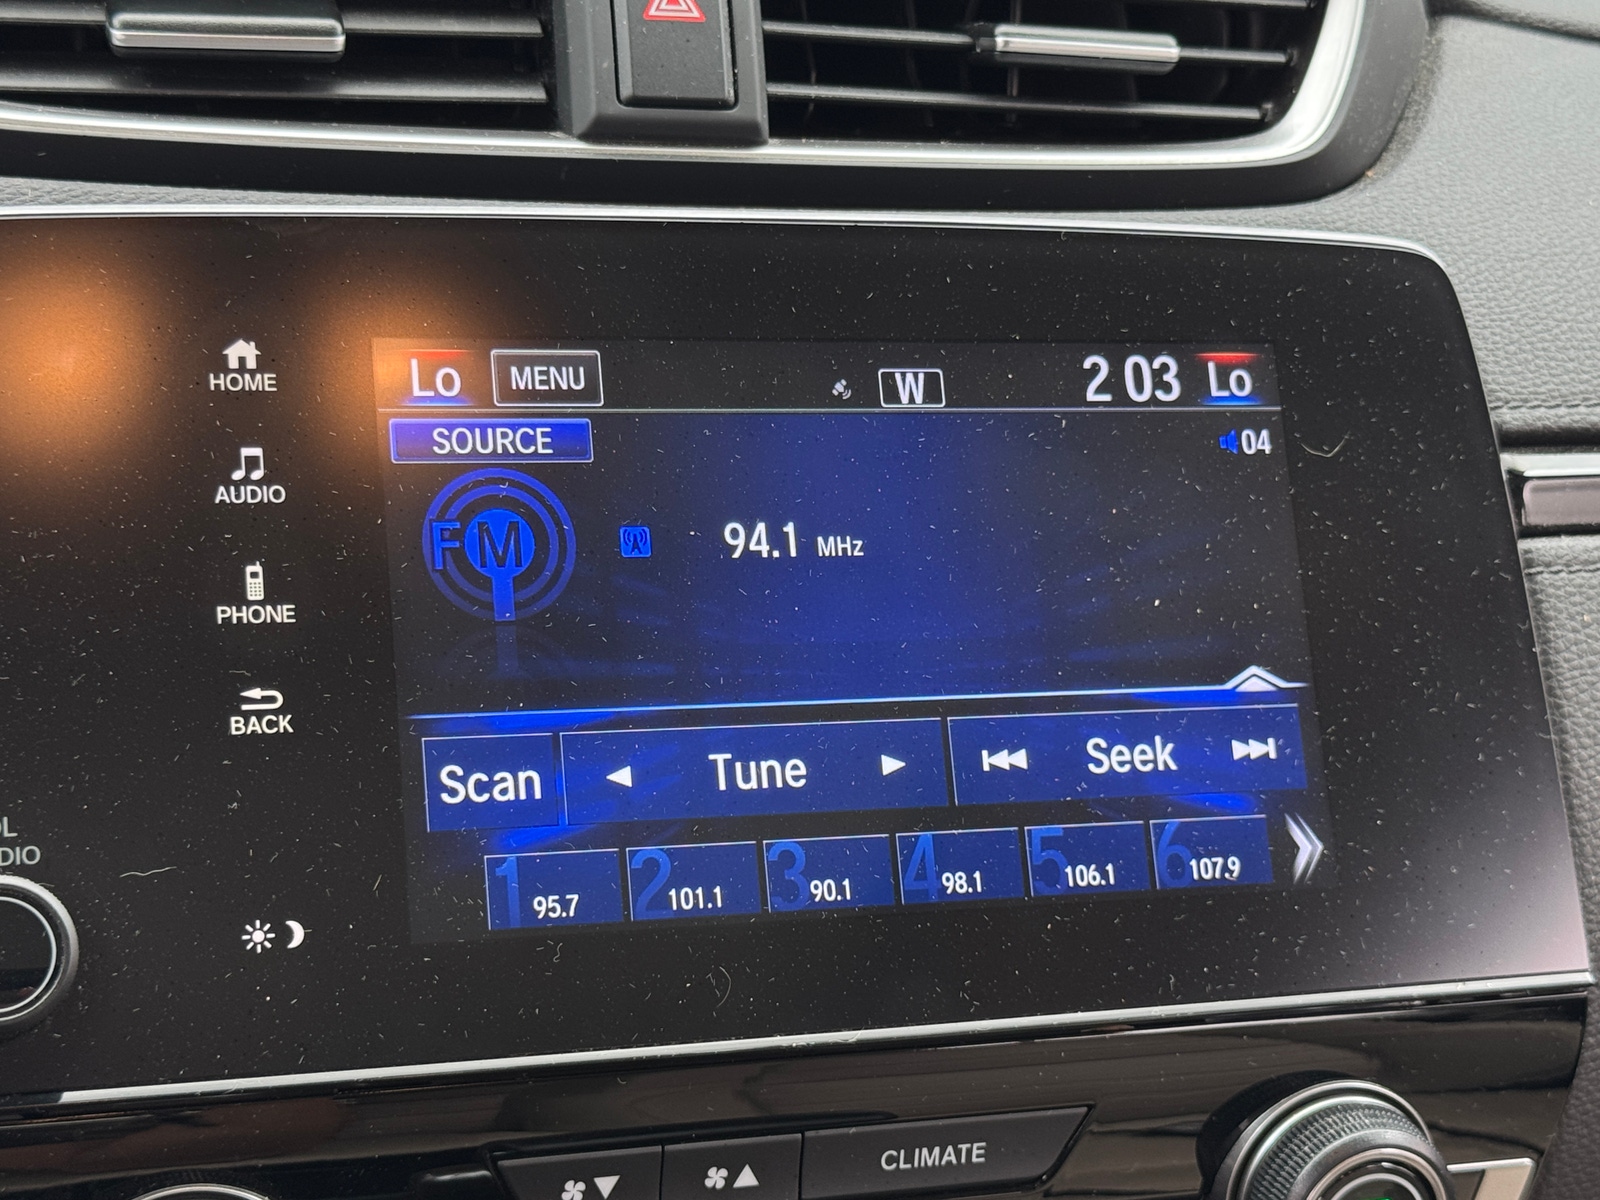 HOME
AUDIO
PHONE
BACK
Lo MENU W 2 03 Lo
SOURCE 04
FM 94.1 MHz
Scan Tune Seek
1 95.7 2 101.1 3 90.1 4 98.1 5 106.1 6 107.9
CLIMATE